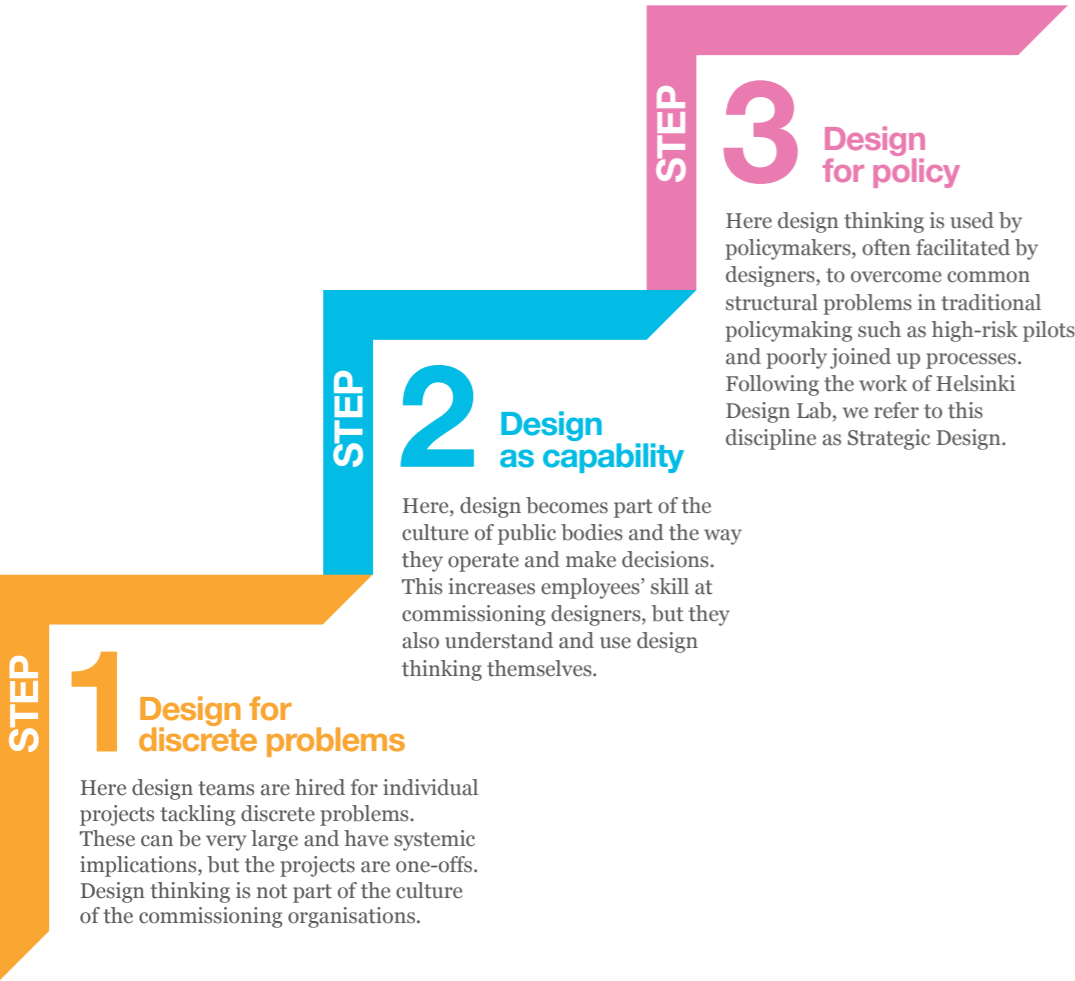 STEP
3
Design
for policy
Here design thinking is used by
policymakers, often facilitated by
designers, to overcome common
structural problems in traditional
policymaking such as high-risk pilots
and poorly joined up processes.
Following the work of Helsinki
Design Lab, we refer to this
discipline as Strategic Design.
STEP
2
Design
as capability
Here, design becomes part of the
culture of public bodies and the way
they operate and make decisions.
This increases employees’ skill at
commissioning designers, but they
also understand and use design
thinking themselves.
STEP
1
Design for
discrete problems
Here design teams are hired for individual
projects tackling discrete problems.
These can be very large and have systemic
implications, but the projects are one-offs.
Design thinking is not part of the culture
of the commissioning organisations.